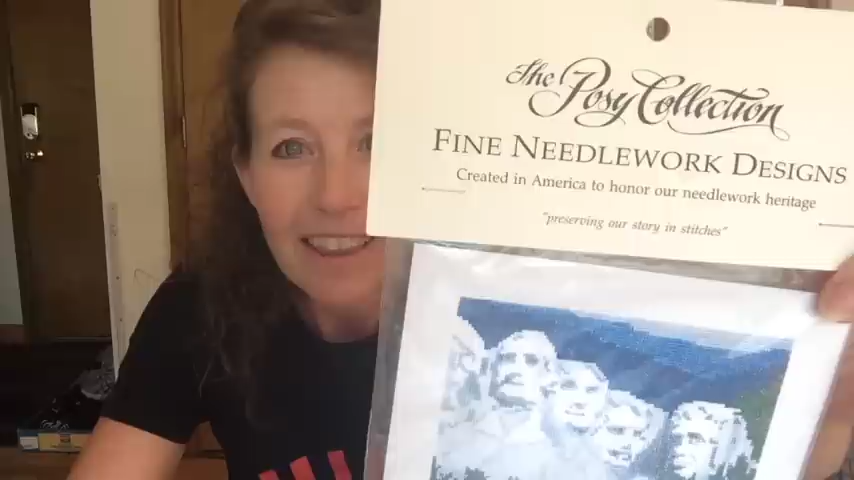 The Posy Collection
FINE NEEDLEWORK DESIGNS
Created in America to honor our needlework heritage
"preserving our story in stitches"